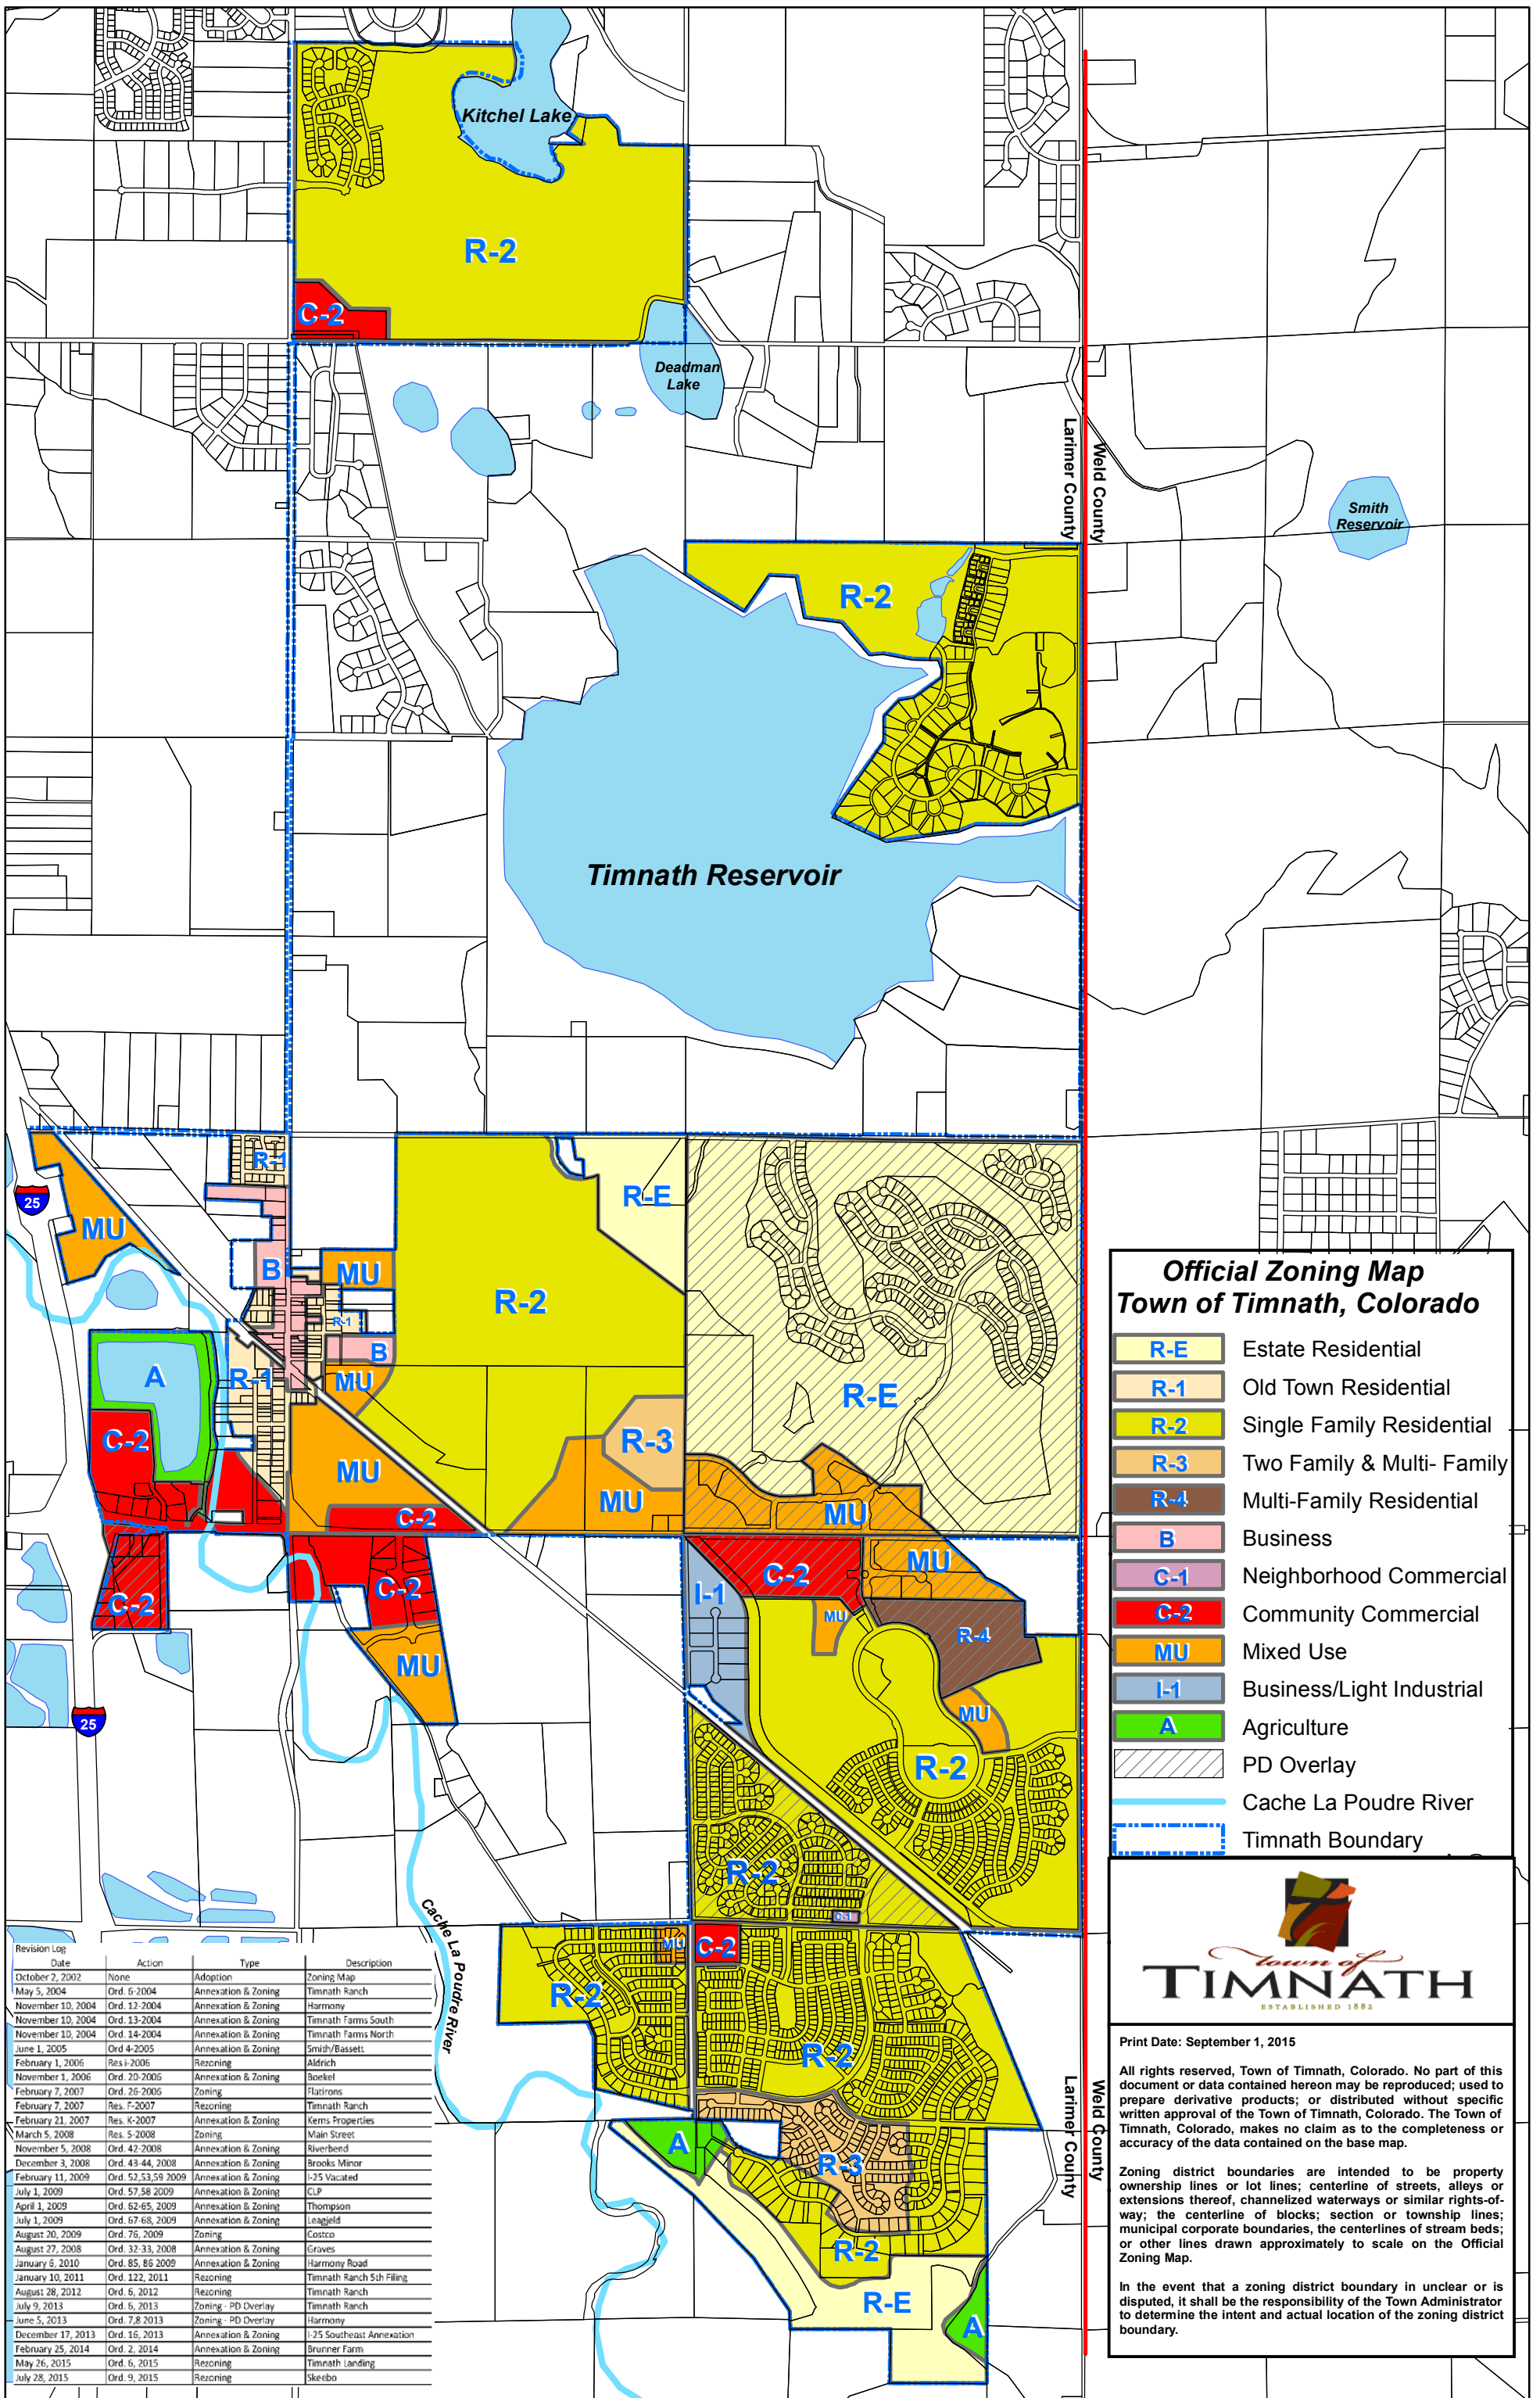 Kitchel Lake
R-2
C-2
Deadman
Lake
Larimer County
Weld County
Smith
Reservoir
R-2
Timnath Reservoir
25
MU
R-1
B
MU
R-1
B
MU
R-2
R-E
R-E
A
R-1
C-2
MU
C-2
R-3
MU
MU
C-2
C-2
MU
25
I-1
C-2
MU
MU
R-4
MU
R-2
R-2
C-1
Cache La Poudre River
R-2
MU
C-2
R-2
A
R-3
R-2
R-E
A
Larimer County
Weld County
Official Zoning Map
Town of Timnath, Colorado
R-E Estate Residential
R-1 Old Town Residential
R-2 Single Family Residential
R-3 Two Family & Multi- Family
R-4 Multi-Family Residential
B Business
C-1 Neighborhood Commercial
C-2 Community Commercial
MU Mixed Use
I-1 Business/Light Industrial
A Agriculture
PD Overlay
Cache La Poudre River
Timnath Boundary
town of
TIMNATH
ESTABLISHED 1882
Print Date: September 1, 2015
All rights reserved, Town of Timnath, Colorado. No part of this
document or data contained hereon may be reproduced; used to
prepare derivative products; or distributed without specific
written approval of the Town of Timnath, Colorado. The Town of
Timnath, Colorado, makes no claim as to the completeness or
accuracy of the data contained on the base map.
Zoning district boundaries are intended to be property
ownership lines or lot lines; centerline of streets, alleys or
extensions thereof, channelized waterways or similar rights-of-
way; the centerline of blocks; section or township lines;
municipal corporate boundaries, the centerlines of stream beds;
or other lines drawn approximately to scale on the Official
Zoning Map.
In the event that a zoning district boundary in unclear or is
disputed, it shall be the responsibility of the Town Administrator
to determine the intent and actual location of the zoning district
boundary.
Revision Log
Date Action Type Description
October 2, 2002 None Adoption Zoning Map
May 5, 2004 Ord. 6-2004 Annexation & Zoning Timnath Ranch
November 10, 2004 Ord. 12-2004 Annexation & Zoning Harmony
November 10, 2004 Ord. 13-2004 Annexation & Zoning Timnath Farms South
November 10, 2004 Ord. 14-2004 Annexation & Zoning Timnath Farms North
June 1, 2005 Ord 4-2005 Annexation & Zoning Smith/Bassett
February 1, 2006 Res i-2006 Rezoning Aldrich
November 1, 2006 Ord. 20-2006 Annexation & Zoning Boekel
February 7, 2007 Ord. 26-2006 Zoning Flatirons
February 7, 2007 Res. F-2007 Rezoning Timnath Ranch
February 21, 2007 Res. K-2007 Annexation & Zoning Kerns Properties
March 5, 2008 Res. 5-2008 Zoning Main Street
November 5, 2008 Ord. 42-2008 Annexation & Zoning Riverbend
December 3, 2008 Ord. 43-44, 2008 Annexation & Zoning Brooks Minor
February 11, 2009 Ord. 52,53,59 2009 Annexation & Zoning I-25 Vacated
July 1, 2009 Ord. 57,58 2009 Annexation & Zoning CLP
April 1, 2009 Ord. 62-65, 2009 Annexation & Zoning Thompson
July 1, 2009 Ord. 67-68, 2009 Annexation & Zoning Leagjeld
August 20, 2009 Ord. 76, 2009 Zoning Costco
August 27, 2008 Ord. 32-33, 2008 Annexation & Zoning Graves
January 6, 2010 Ord. 85, 86 2009 Annexation & Zoning Harmony Road
January 10, 2011 Ord. 122, 2011 Rezoning Timnath Ranch 5th Filing
August 28, 2012 Ord. 6, 2012 Rezoning Timnath Ranch
July 9, 2013 Ord. 6, 2013 Zoning - PD Overlay Timnath Ranch
June 5, 2013 Ord. 7,8 2013 Zoning - PD Overlay Harmony
December 17, 2013 Ord. 16, 2013 Annexation & Zoning I-25 Southeast Annexation
February 25, 2014 Ord. 2, 2014 Annexation & Zoning Brunner Farm
May 26, 2015 Ord. 6, 2015 Rezoning Timnath Landing
July 28, 2015 Ord. 9, 2015 Rezoning Skeebo